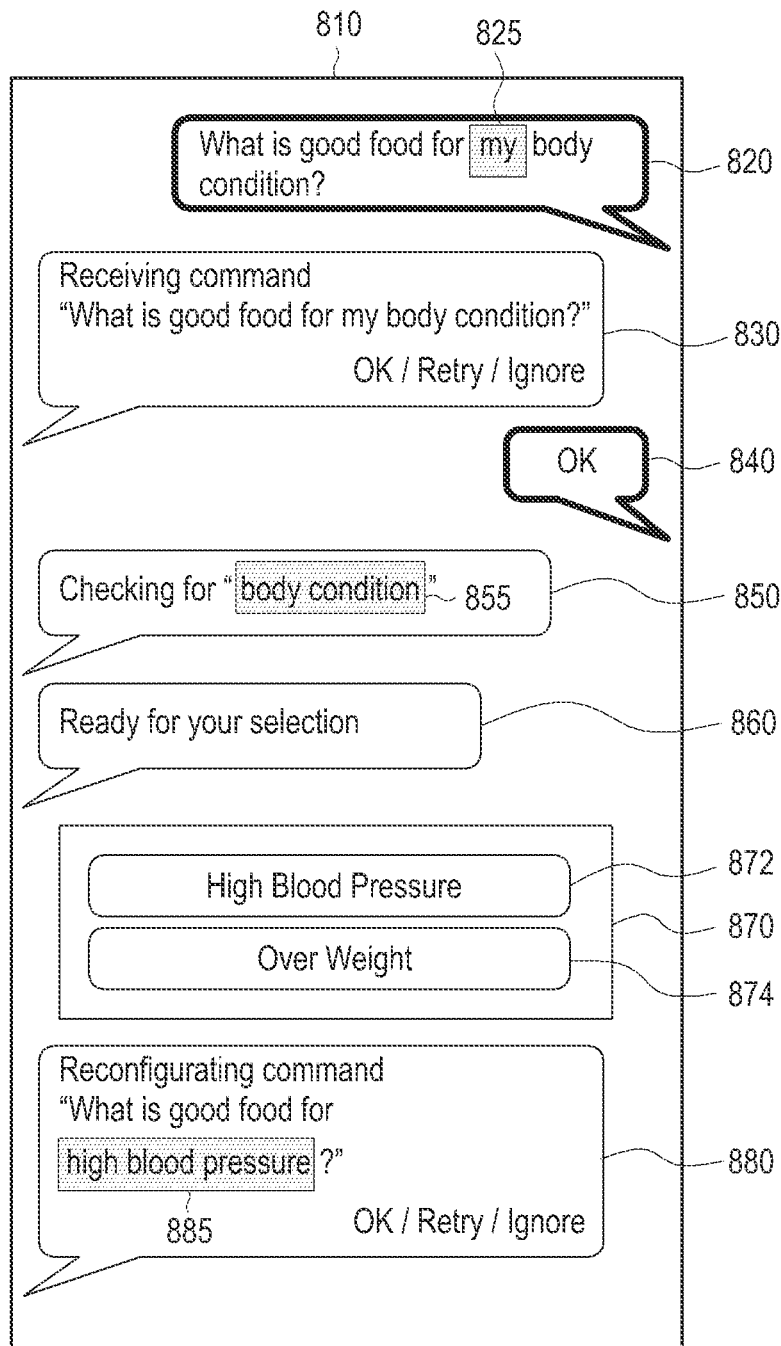 810
825
What is good food for my body
condition?
820
Receiving command
“What is good food for my body condition?”
OK / Retry / Ignore
830
OK
840
Checking for “ body condition ”
855
850
Ready for your selection
860
High Blood Pressure
872
870
Over Weight
874
Reconfigurating command
“What is good food for
high blood pressure ?”
880
885
OK / Retry / Ignore